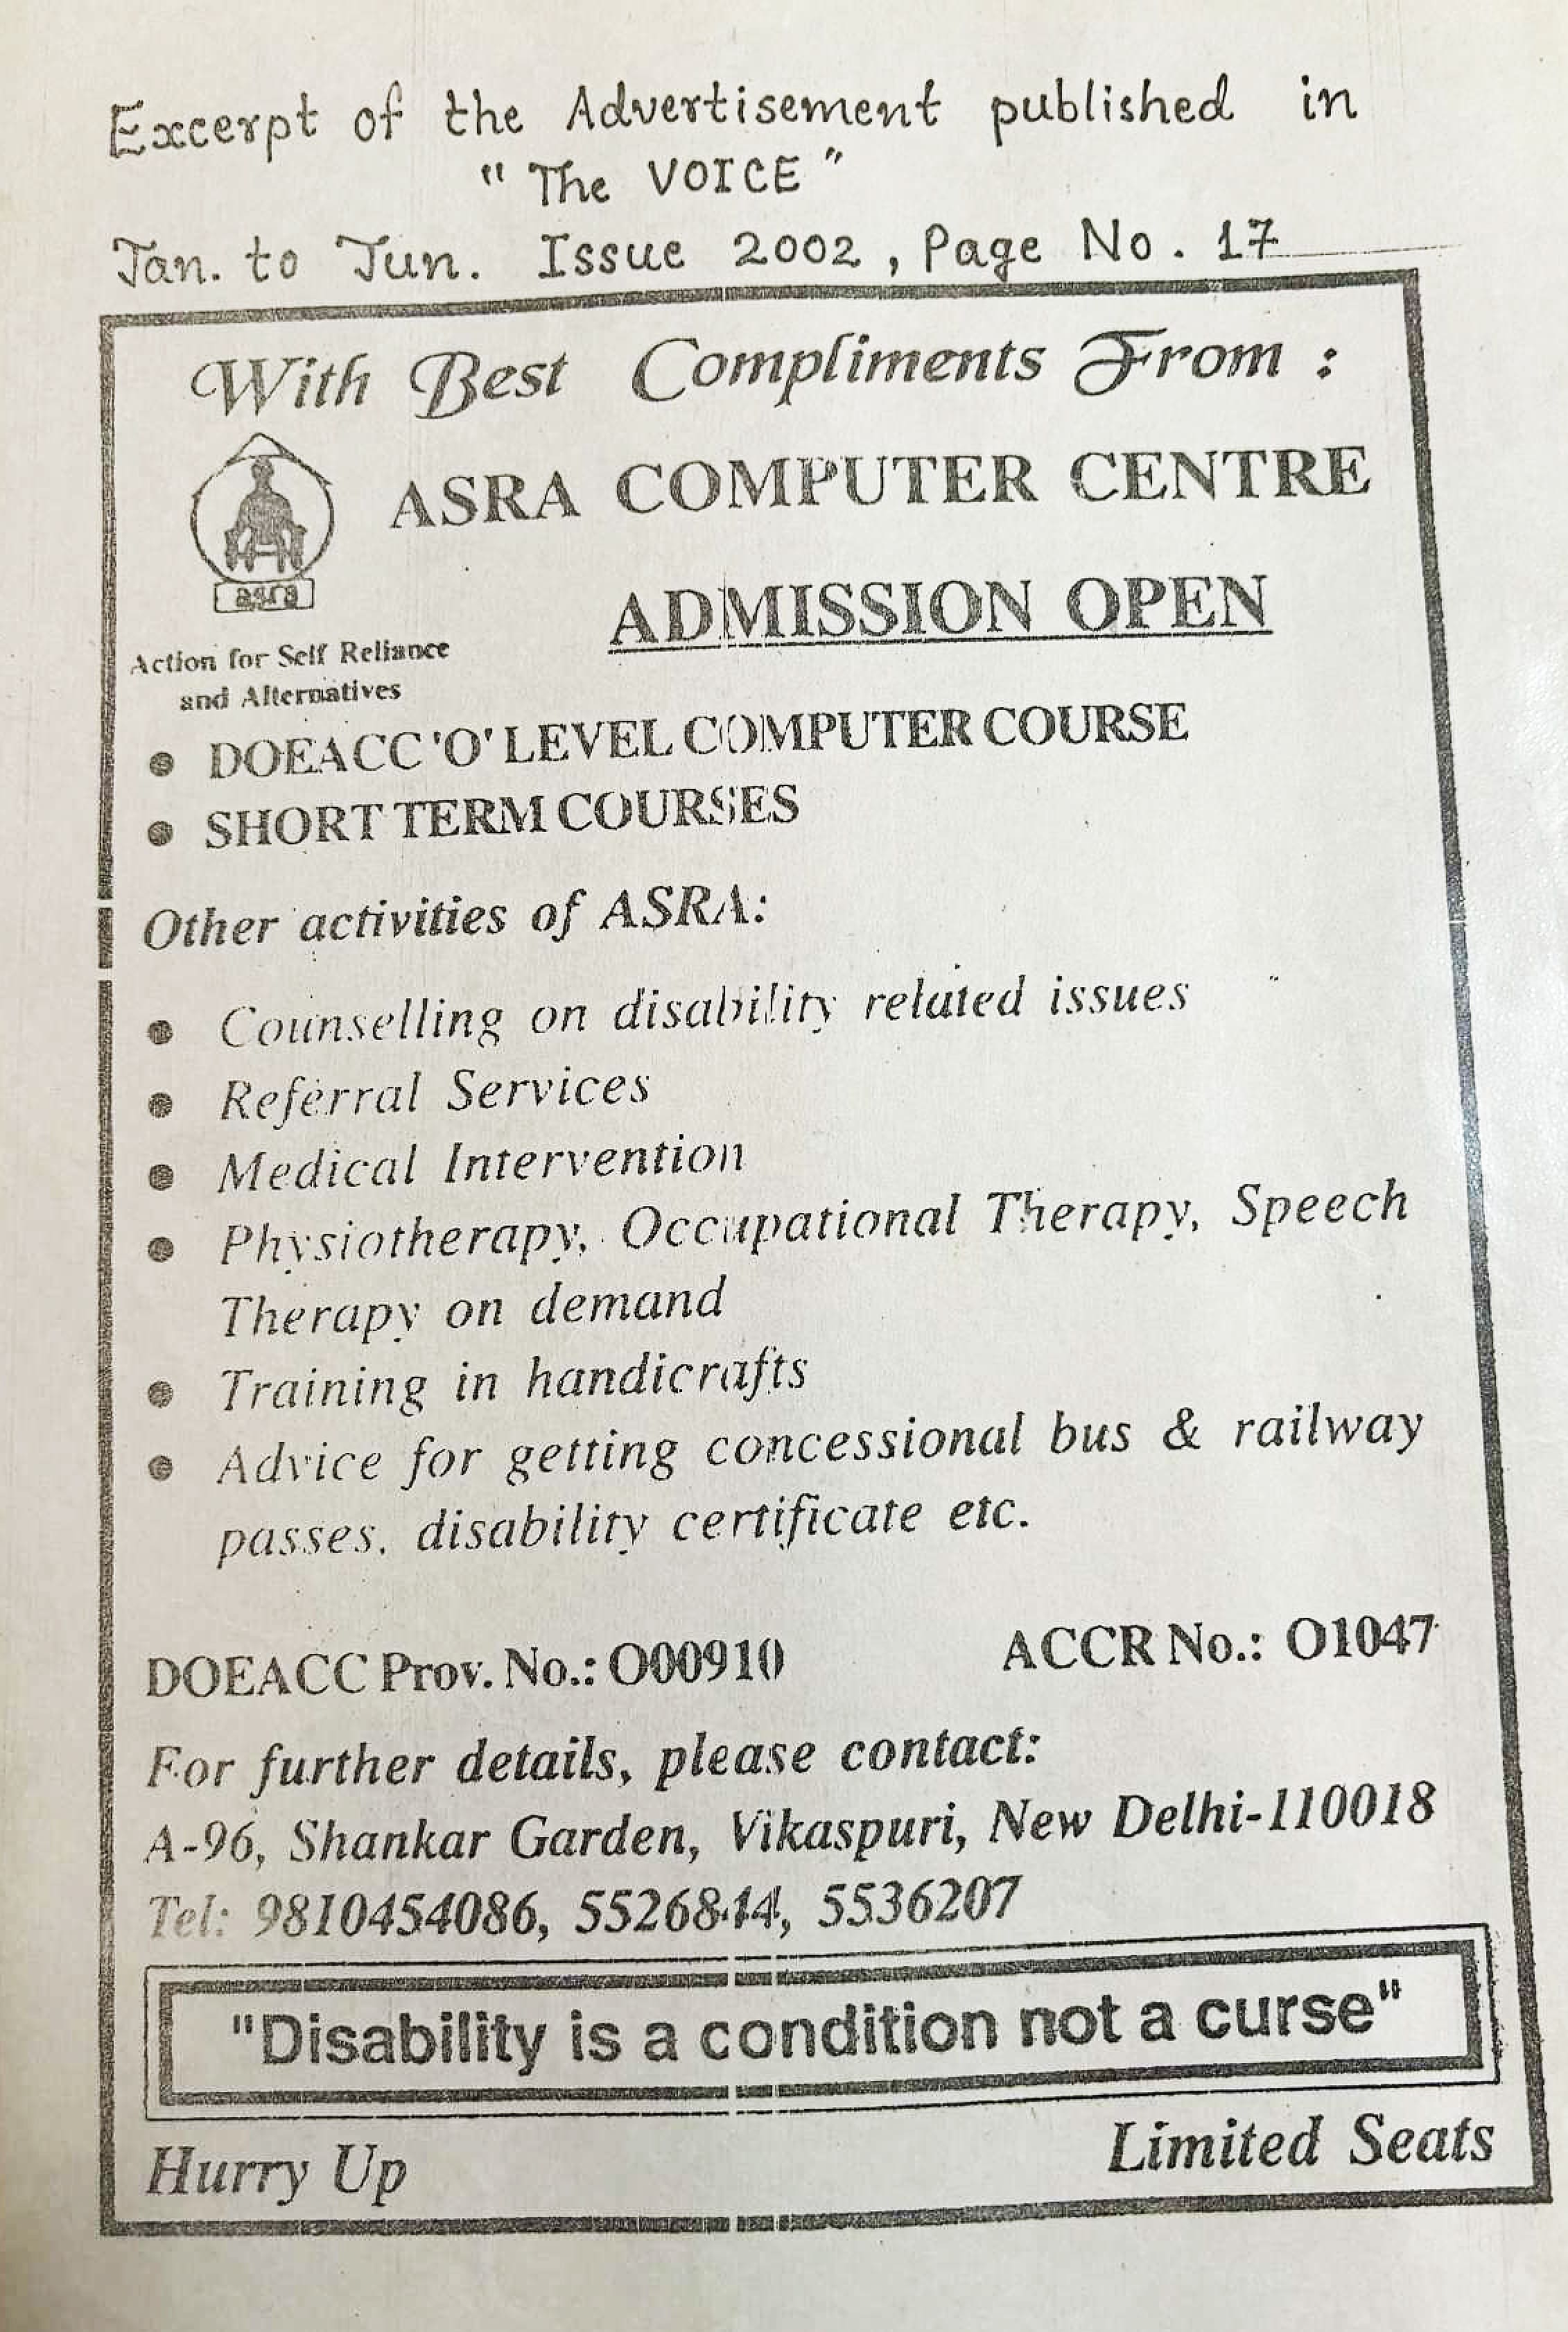 Excerpt of the Advertisement published in
"The VOICE"
Jan. to Jun. Issue 2002, Page No. 17
With Best Compliments From :
ASRA COMPUTER CENTRE
asra
ADMISSION OPEN
Action for Self Reliance
and Alternatives
• DOEACC 'O' LEVEL COMPUTER COURSE
• SHORT TERM COURSES
Other activities of ASRA:
• Counselling on disability related issues
• Referral Services
• Medical Intervention
• Physiotherapy, Occupational Therapy, Speech
Therapy on demand
• Training in handicrafts
• Advice for getting concessional bus & railway
passes, disability certificate etc.
DOEACC Prov. No.: O00910 ACCR No.: O1047
For further details, please contact:
A-96, Shankar Garden, Vikaspuri, New Delhi-110018
Tel: 9810454086, 5526844, 5536207
"Disability is a condition not a curse"
Hurry Up Limited Seats